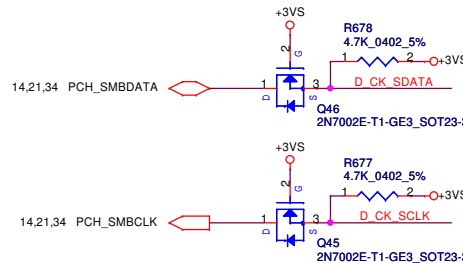 +3VS
R678
4.7K_0402_5%
2
G
1
2
+3VS
14,21,34 PCH_SMBDATA
1
3
D_CK_SDATA
D
S
Q46
2N7002E-T1-GE3_SOT23-3
+3VS
R677
4.7K_0402_5%
2
G
1
2
+3VS
14,21,34 PCH_SMBCLK
1
3
D_CK_SCLK
D
S
Q45
2N7002E-T1-GE3_SOT23-3